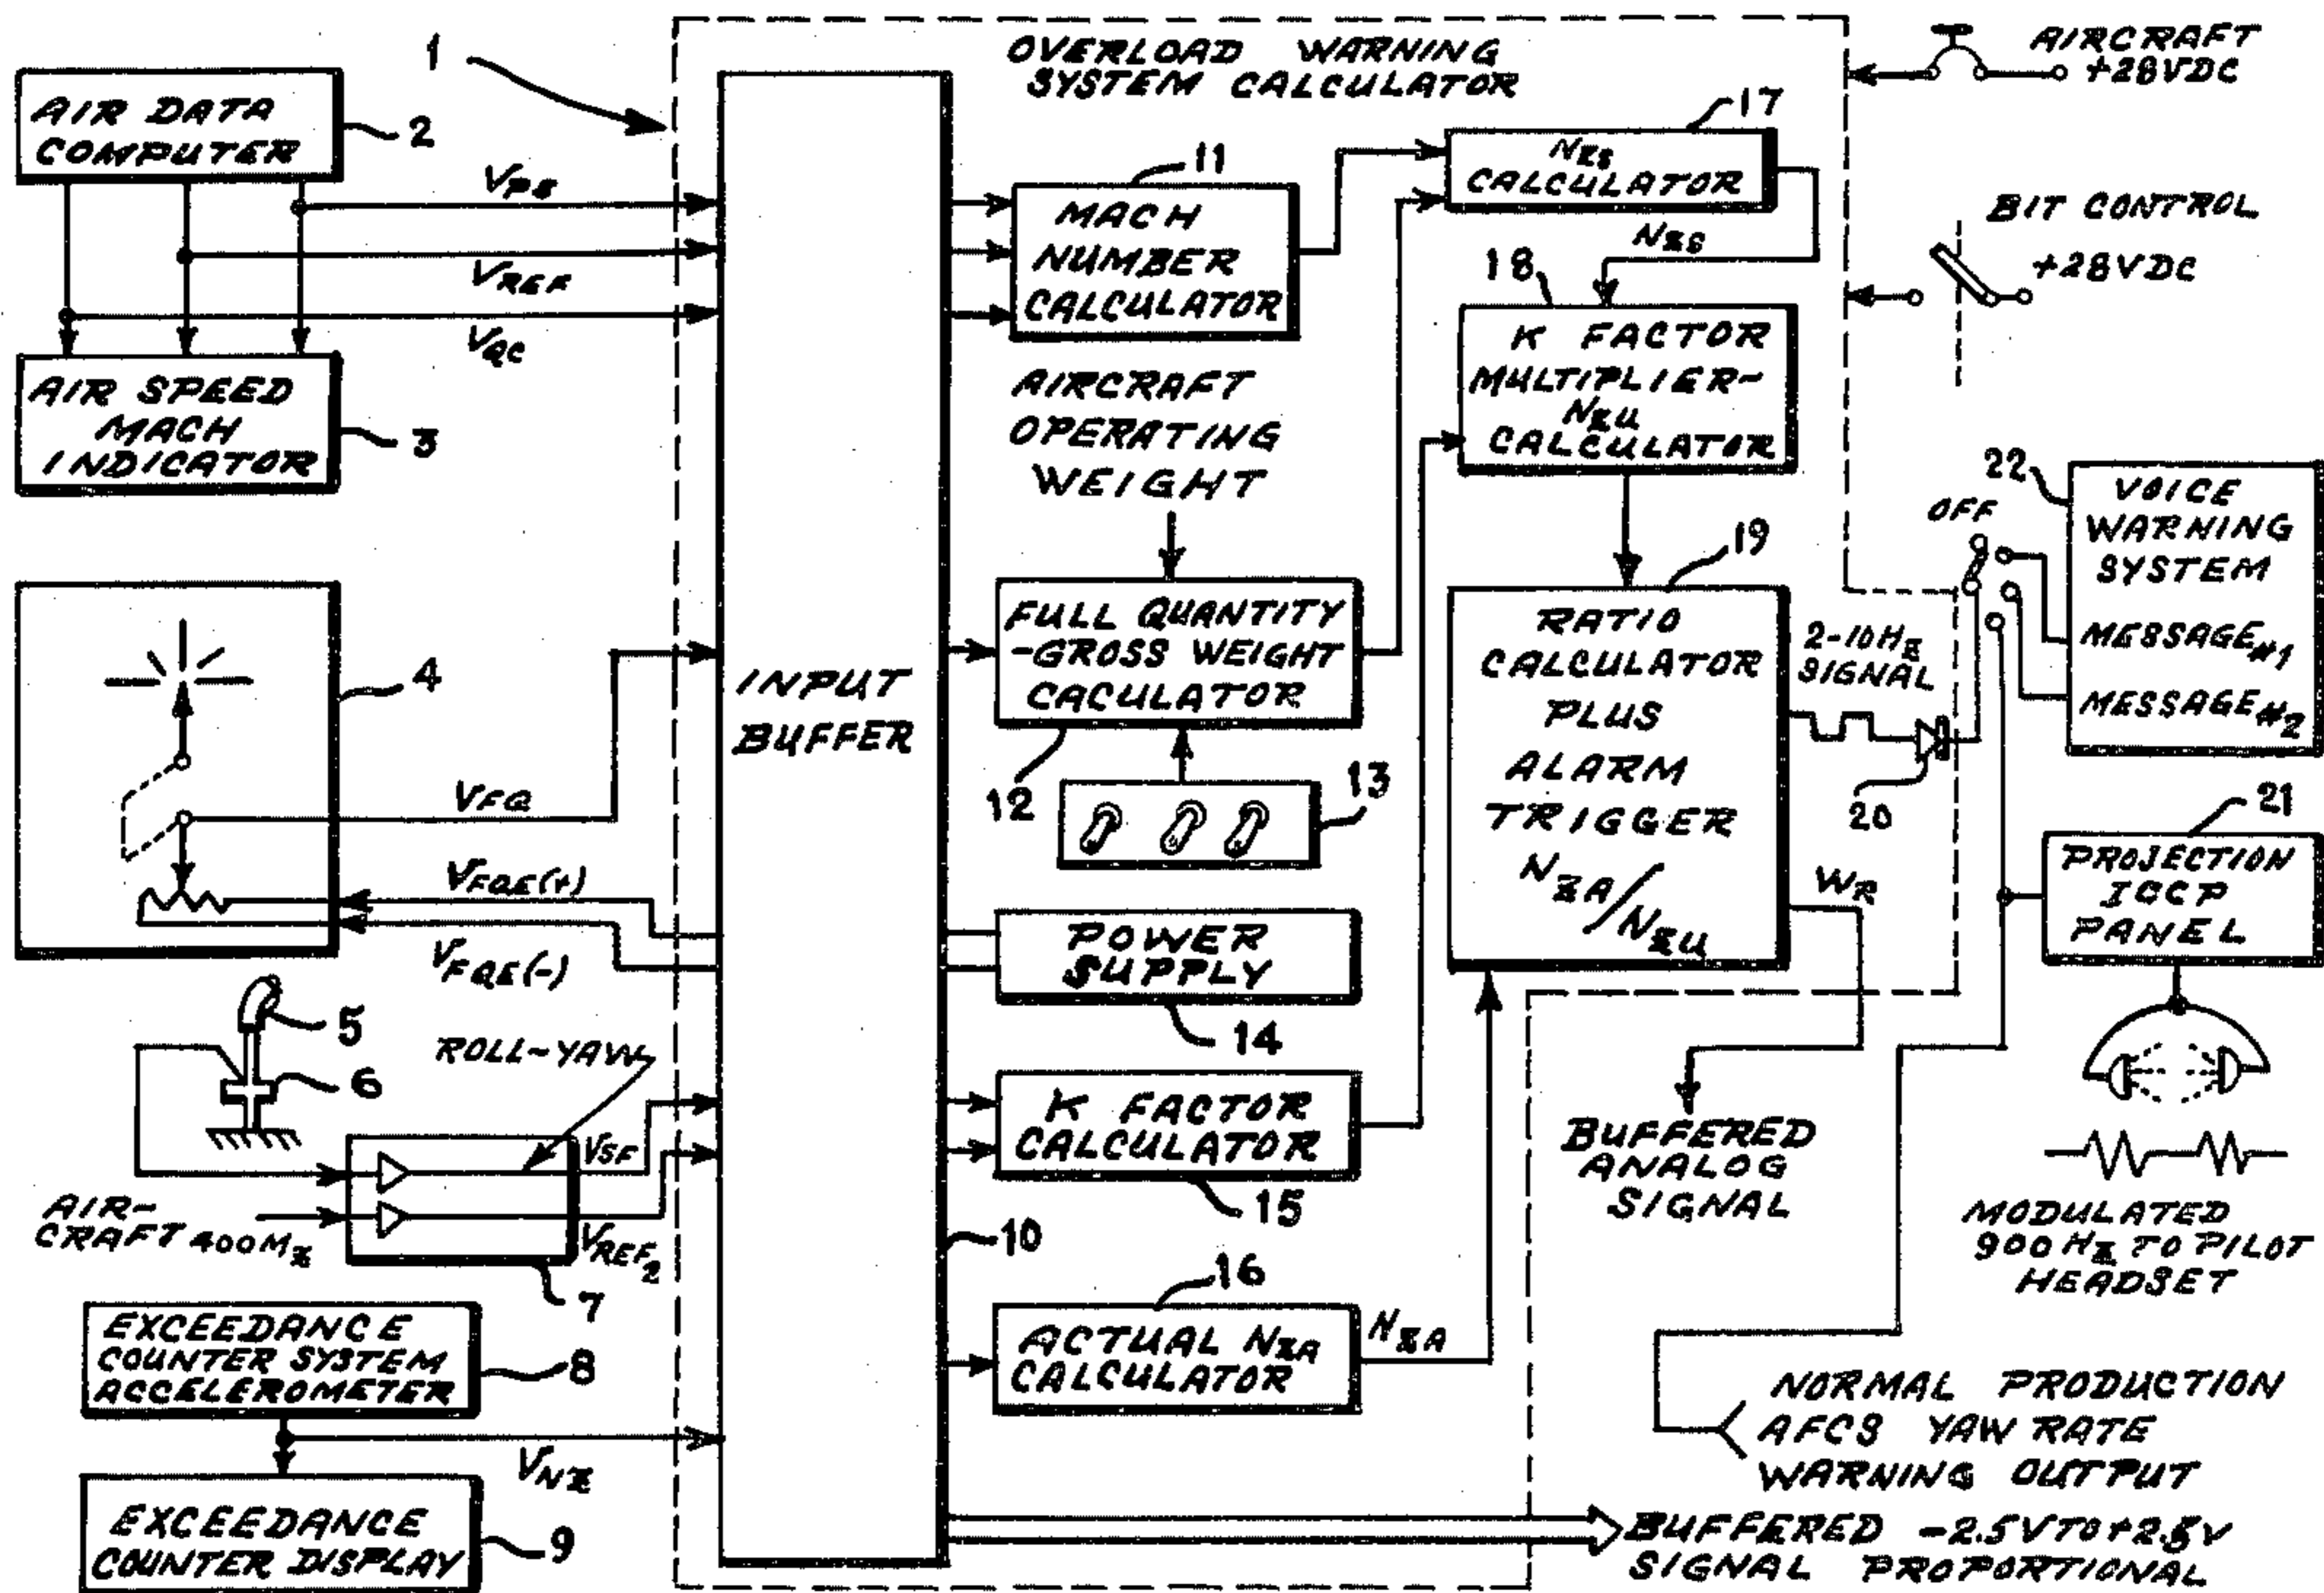 1
OVERLOAD WARNING
SYSTEM CALCULATOR
AIRCRAFT
+28VDC
AIR DATA
COMPUTER
2
VPS
VREF
VQC
AIR SPEED
MACH
INDICATOR
3
11
MACH
NUMBER
CALCULATOR
17
NZS
CALCULATOR
NZS
BIT CONTROL
+28VDC
18
K FACTOR
MULTIPLIER-
NZU
CALCULATOR
AIRCRAFT
OPERATING
WEIGHT
4
VFQ
VFQE(+)
VFQE(-)
INPUT
BUFFER
FULL QUANTITY
-GROSS WEIGHT
CACULATOR
12
13
19
RATIO
CALCULATOR
PLUS
ALARM
TRIGGER
NZA/NZU
2-10HZ
SIGNAL
20
WR
OFF
22
VOICE
WARNING
SYSTEM
MESSAGE #1
MESSAGE #2
21
PROJECTION
ICCP
PANEL
POWER
SUPPLY
14
5
6
ROLL-YAW
VSF
AIR-
CRAFT 400MZ
VREF2
7
K FACTOR
CALCULATOR
15
10
BUFFERED
ANALOG
SIGNAL
MODULATED
900 HZ TO PILOT
HEADSET
EXCEEDANCE
COUNTER SYSTEM
ACCELEROMETER
8
VNZ
EXCEEDANCE
COUNTER DISPLAY
9
16
ACTUAL NZA
CALCULATOR
NZA
NORMAL PRODUCTION
AFCS YAW RATE
WARNING OUTPUT
BUFFERED -2.5V TO +2.5V
SIGNAL PROPORTIONAL